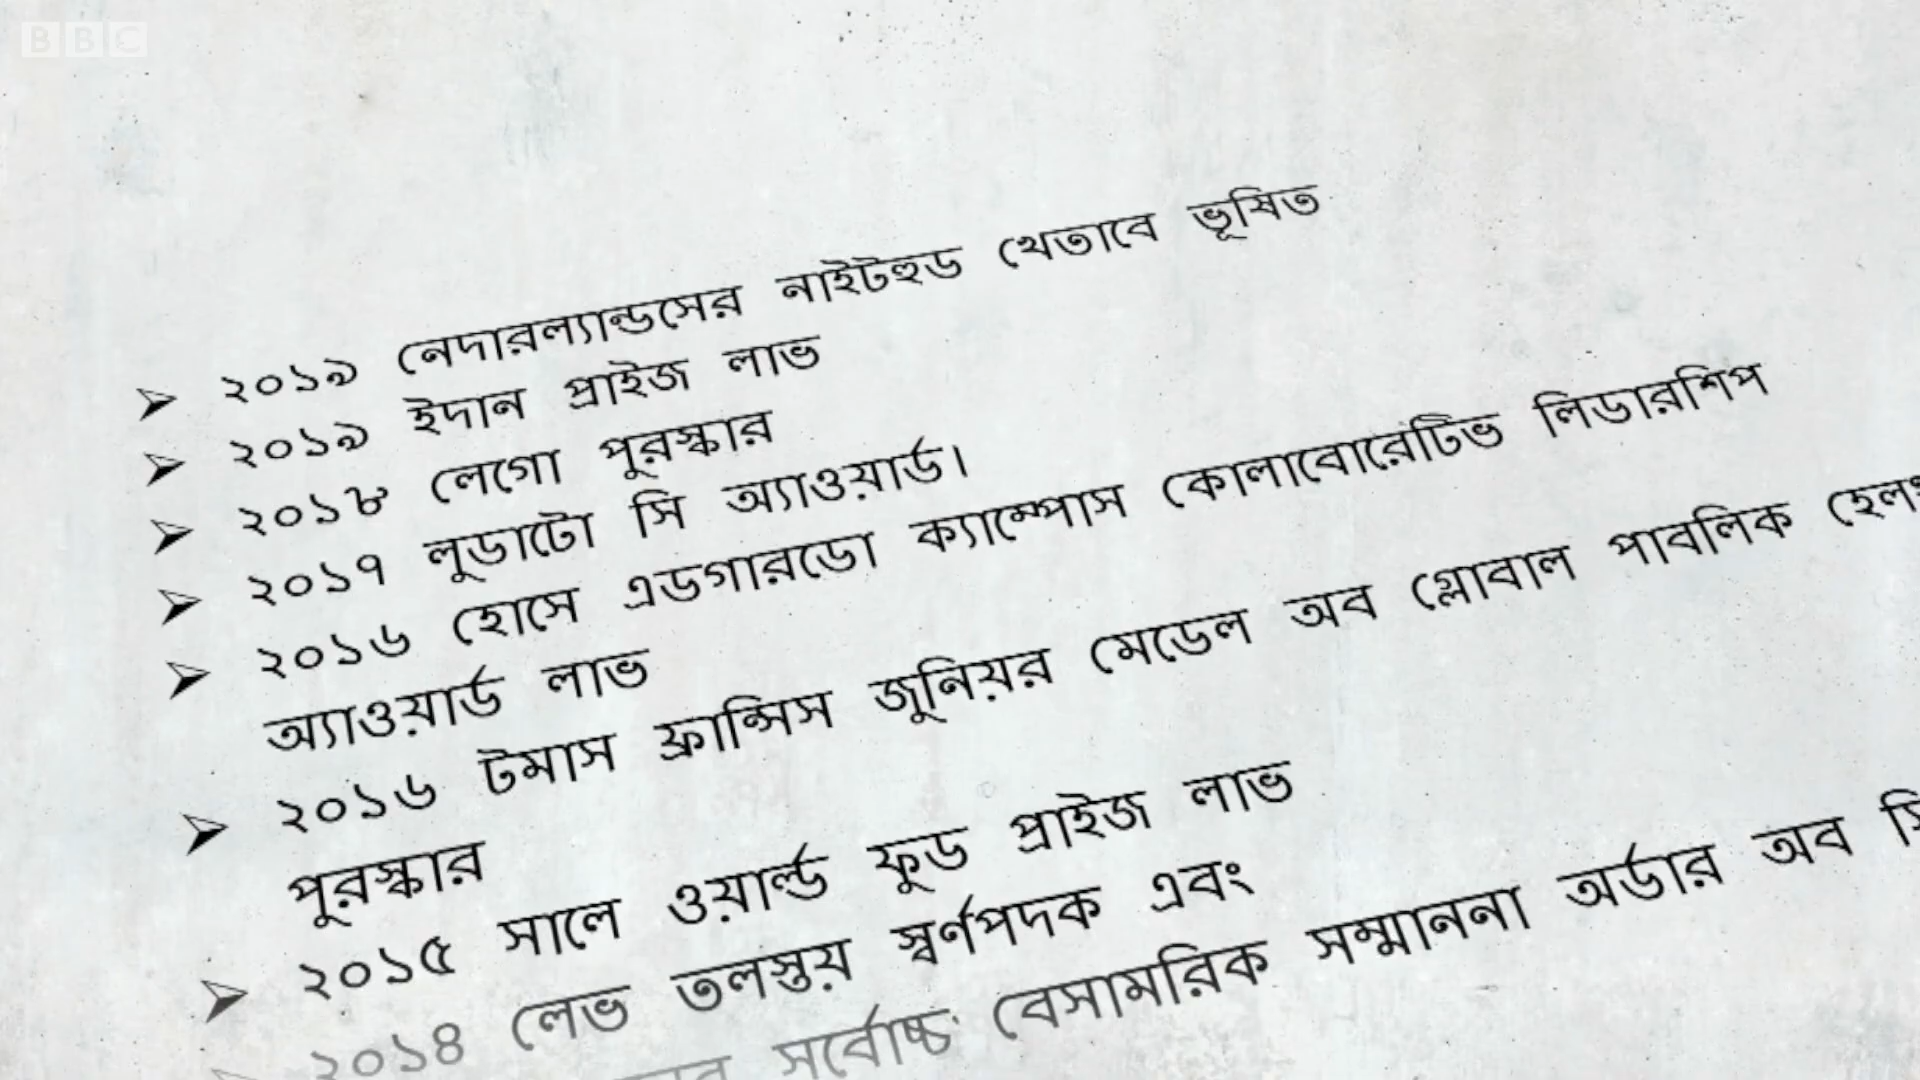 BBC
২০১৯ নেদারল্যান্ডসের নাইটহুড খেতাবে ভূষিত
২০১৯ ইদান প্রাইজ লাভ
২০১৮ লেগো পুরস্কার
২০১৭ লুডাটো সি অ্যাওয়ার্ড।
২০১৬ হোসে এডগারডো ক্যাম্পোস কোলাবোরেটিভ লিডারশিপ
অ্যাওয়ার্ড লাভ
২০১৬ টমাস ফ্রান্সিস জুনিয়র মেডেল অব গ্লোবাল পাবলিক
পুরস্কার
২০১৫ সালে ওয়ার্ল্ড ফুড প্রাইজ লাভ
২০১৪ লেভ তলস্তয় স্বর্ণপদক এবং
সর্বোচ্চ বেসামরিক সম্মাননা অর্ডার অব